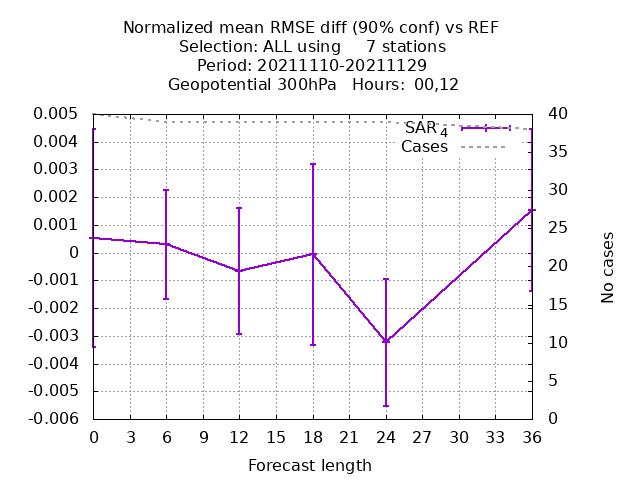 Normalized mean RMSE diff (90% conf) vs REF
Selection: ALL using     7 stations
Period: 20211110-20211129
Geopotential 300hPa   Hours: 00,12
0.005
0.004
0.003
0.002
0.001
0
-0.001
-0.002
-0.003
-0.004
-0.005
-0.006
40
35
30
25
20
15
10
5
0
SAR 4
Cases
No cases
0 3 6 9 12 15 18 21 24 27 30 33 36
Forecast length